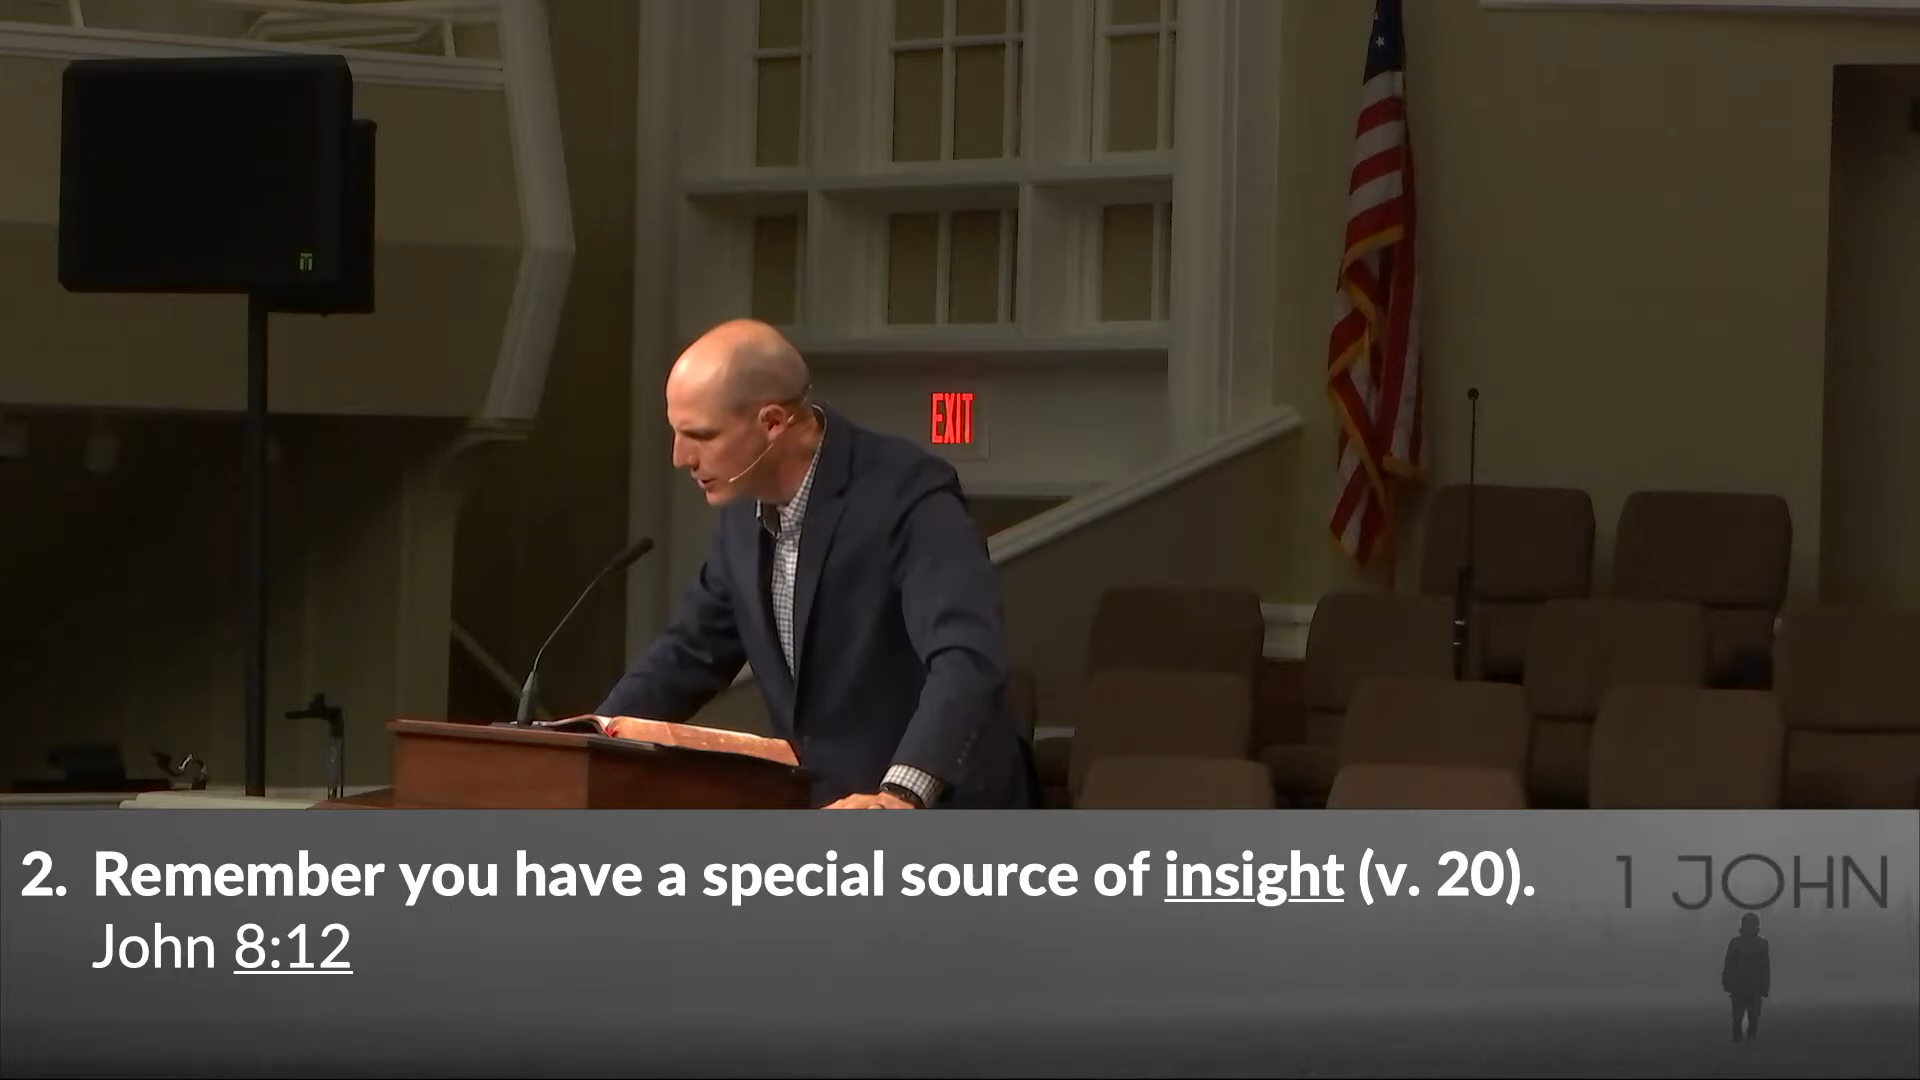 EXIT
2. Remember you have a special source of insight (v. 20).
John 8:12
1 JOHN